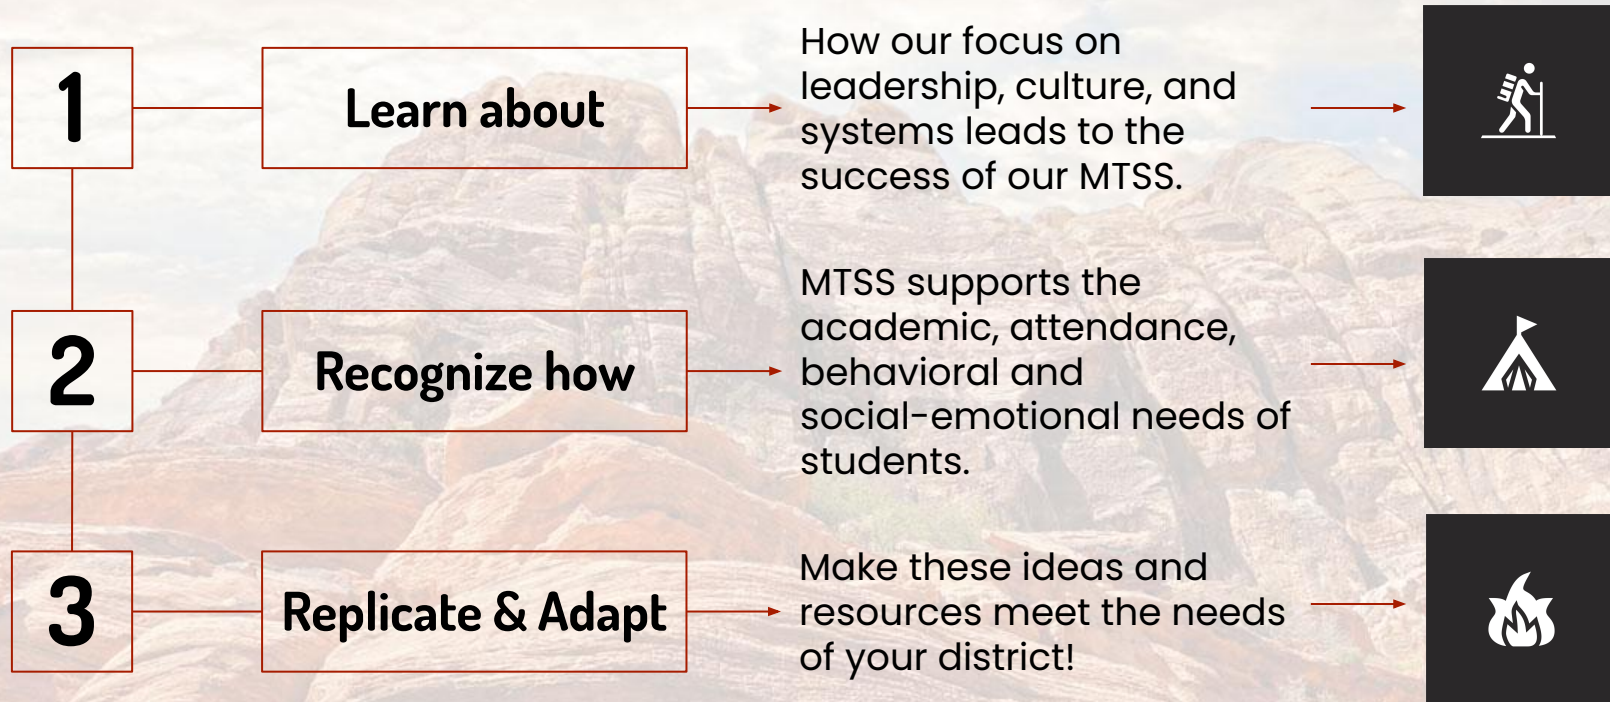 1
Learn about
How our focus on
leadership, culture, and
systems leads to the
success of our MTSS.
2
Recognize how
MTSS supports the
academic, attendance,
behavioral and
social-emotional needs of
students.
3
Replicate & Adapt
Make these ideas and
resources meet the needs
of your district!